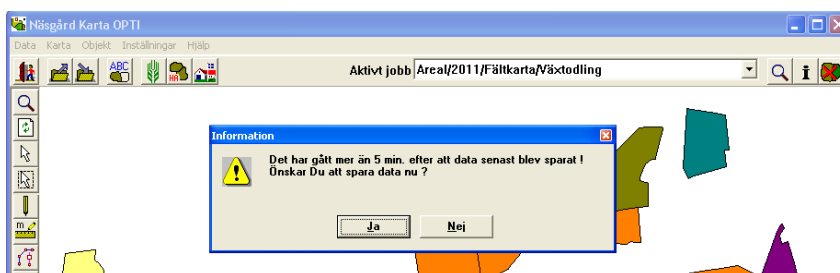 Näsgård Karta OPTI
Data Karta Objekt Inställningar Hjälp
ABC
Aktivt jobb Areal/2011/Fältkarta/Växtodling
i
Information
Det har gått mer än 5 min. efter att data senast blev sparat !
Önskar Du att spara data nu ?
Ja Nej
m